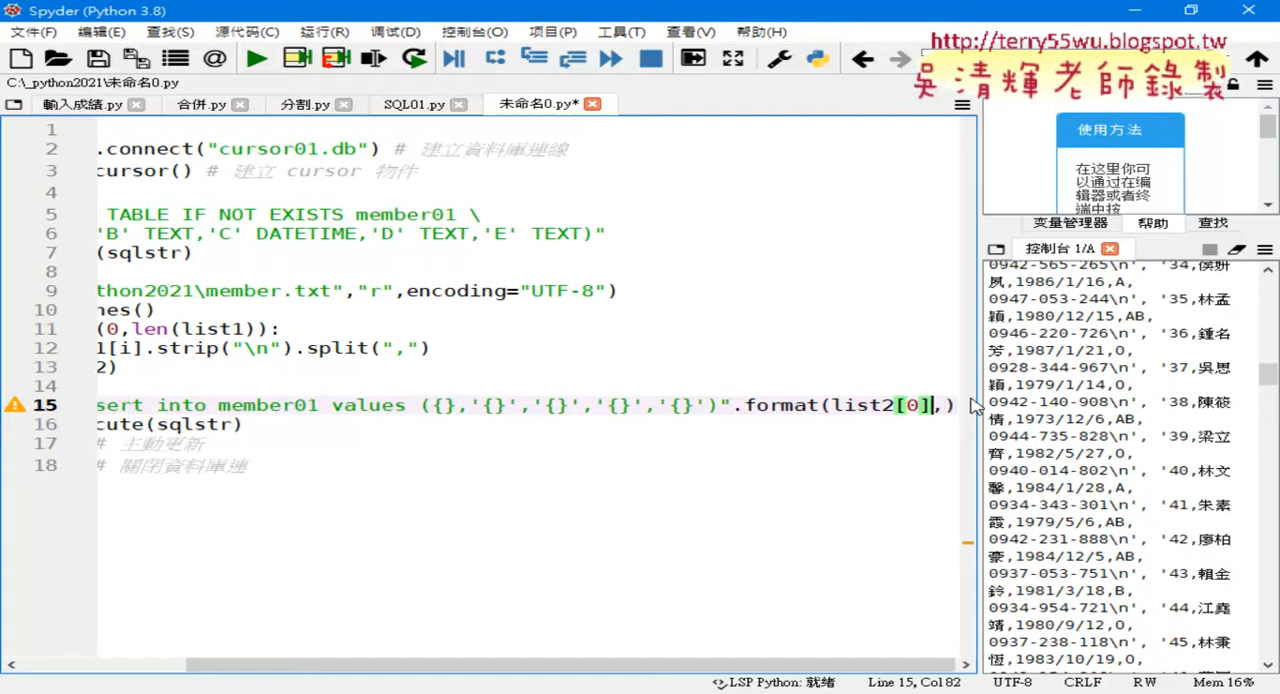 Spyder (Python 3.8)
文件(F) 编辑(E) 查找(S) 源代码(C) 运行(R) 调试(D) 控制台(O) 项目(P) 工具(T) 查看(V) 帮助(H)
http://terry55wu.blogspot.tw
吳清輝老師錄製
C:\_python2021\未命名0.py
輸入成績.py 合併.py 分割.py SQL01.py 未命名0.py*
1
2 .connect("cursor01.db") # 建立資料庫連線
3 cursor() # 建立 cursor 物件
4
5 TABLE IF NOT EXISTS member01 \
6 'B' TEXT,'C' DATETIME,'D' TEXT,'E' TEXT)"
7 (sqlstr)
8
9 thon2021\member.txt","r",encoding="UTF-8")
10 nes()
11 (0,len(list1)):
12 1[i].strip("\n").split(",")
13 2)
14
15 sert into member01 values ({},'{}','{}','{}','{}')".format(list2[0],)
16 cute(sqlstr)
17 # 主動更新
18 # 關閉資料庫連
使用方法
在这里你可
以通过在编
辑器或者终
端中按
变量管理器 帮助 查找
控制台 1/A
0942-565-265\n', '34,侯妍
夙,1986/1/16,A,
0947-053-244\n', '35,林孟
穎,1980/12/15,AB,
0946-220-726\n', '36,鍾名
芳,1987/1/21,O,
0928-344-967\n', '37,吳思
穎,1979/1/14,O,
0942-140-908\n', '38,陳筱
倩,1973/12/6,AB,
0944-735-828\n', '39,梁立
齊,1982/5/27,O,
0940-014-802\n', '40,林文
馨,1984/1/28,A,
0934-343-301\n', '41,朱素
霞,1979/5/6,AB,
0942-231-888\n', '42,廖柏
豪,1984/12/5,AB,
0937-053-751\n', '43,賴金
鈴,1981/3/18,B,
0934-954-721\n', '44,江堯
靖,1980/9/12,O,
0937-238-118\n', '45,林秉
恆,1983/10/19,O,
LSP Python: 就绪 Line 15, Col 82 UTF-8 CRLF RW Mem 16%